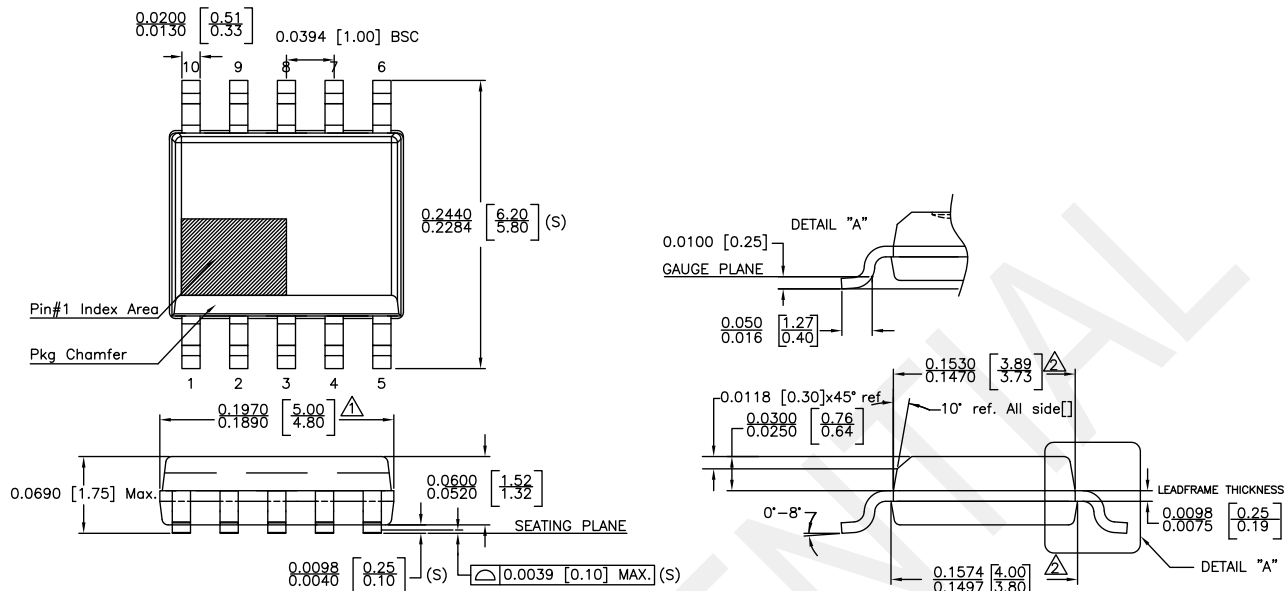 0.0200 [0.51]
0.0130 [0.33]
0.0394 [1.00] BSC
10 9 8 7 6
0.2440 [6.20] (S)
0.2284 [5.80]
Pin#1 Index Area
Pkg Chamfer
1 2 3 4 5
0.1970 [5.00] 1
0.1890 [4.80]
0.0690 [1.75] Max.
0.0600 [1.52]
0.0520 [1.32]
SEATING PLANE
0.0098 [0.25] (S)
0.0040 [0.10]
0.0039 [0.10] MAX. (S)
DETAIL "A"
0.0100 [0.25]
GAUGE PLANE
0.050 [1.27]
0.016 [0.40]
0.1530 [3.89] 2
0.1470 [3.73]
0.0118 [0.30]x45° ref.
10° ref. All side[]
0.0300 [0.76]
0.0250 [0.64]
LEADFRAME THICKNESS
0.0098 [0.25]
0.0075 [0.19]
0°-8°
DETAIL "A"
0.1574 [4.00] 2
0.1497 [3.80]
ENTIAL